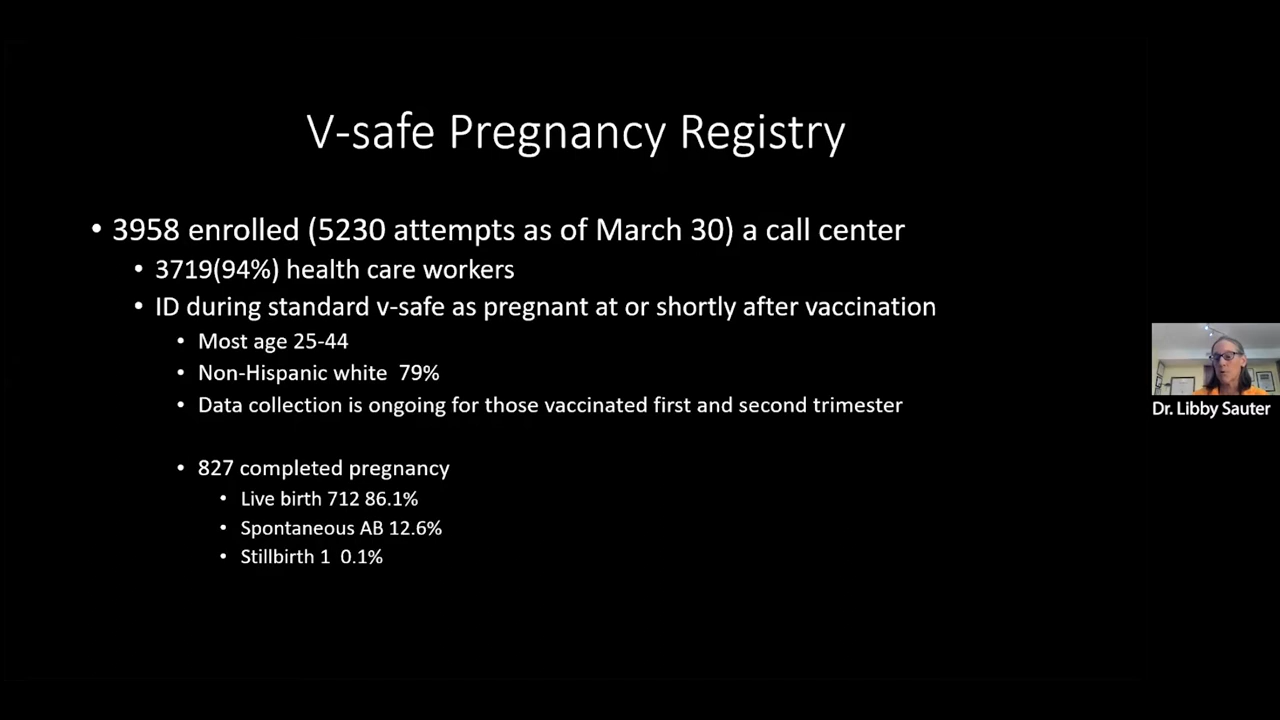 V-safe Pregnancy Registry
• 3958 enrolled (5230 attempts as of March 30) a call center
• 3719(94%) health care workers
• ID during standard v-safe as pregnant at or shortly after vaccination
• Most age 25-44
• Non-Hispanic white 79%
• Data collection is ongoing for those vaccinated first and second trimester
• 827 completed pregnancy
• Live birth 712 86.1%
• Spontaneous AB 12.6%
• Stillbirth 1 0.1%
Dr. Libby Sauter